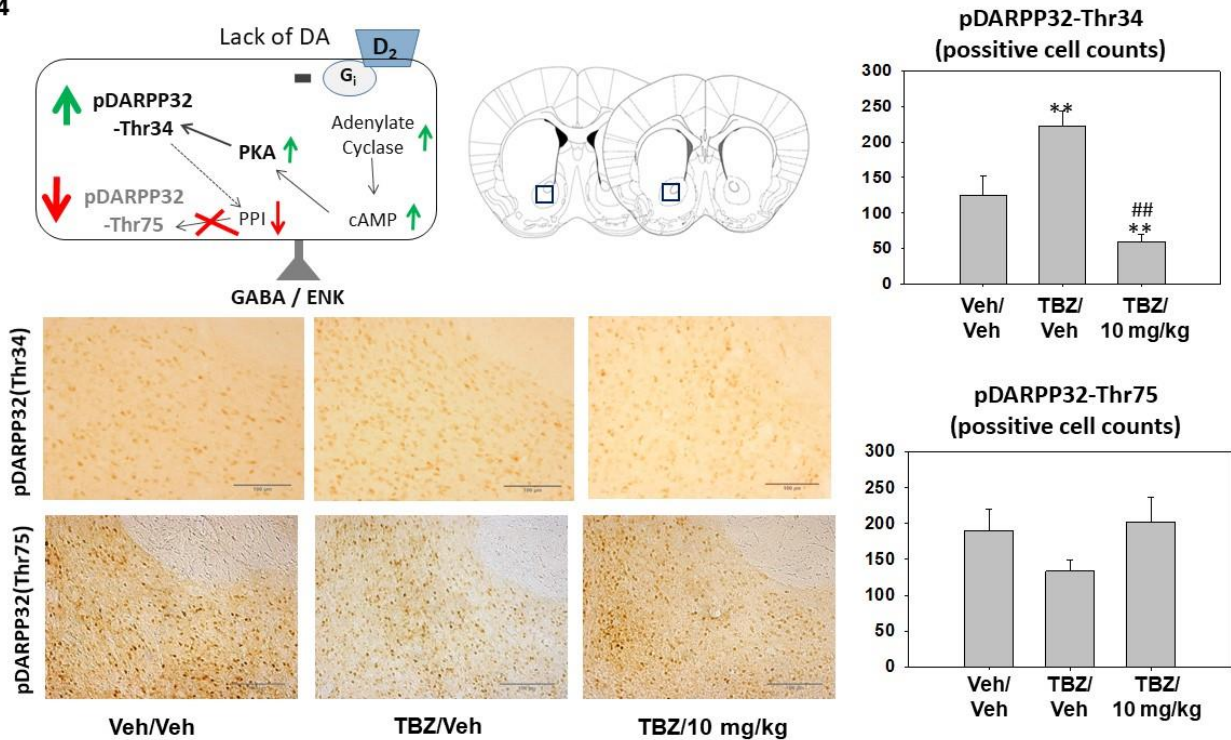 4
Lack of DA
D2
Gi
pDARPP32
-Thr34
Adenylate
Cyclase
PKA
pDARPP32
-Thr75
PPI
cAMP
GABA / ENK
pDARPP32(Thr34)
100 µm
pDARPP32(Thr75)
Veh/Veh
TBZ/Veh
TBZ/10 mg/kg
pDARPP32-Thr34
(possitive cell counts)
300
250
200
150
100
50
0
**
##
**
Veh/
Veh
TBZ/
Veh
TBZ/
10 mg/kg
pDARPP32-Thr75
(possitive cell counts)
300
250
200
150
100
50
0
Veh/
Veh
TBZ/
Veh
TBZ/
10 mg/kg